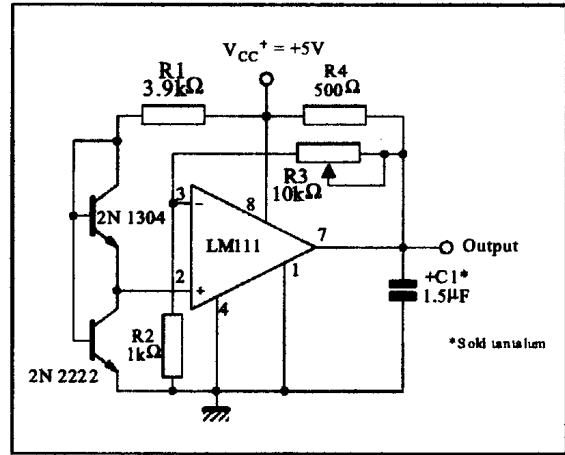 VCC+ = +5V
R1
3.9kΩ
R4
500Ω
R3
10kΩ
3
−
8
2N 1304
LM111
7
Output
1
2
+
+C1*
1.5μF
4
R2
1kΩ
*Solid tantalum
2N 2222